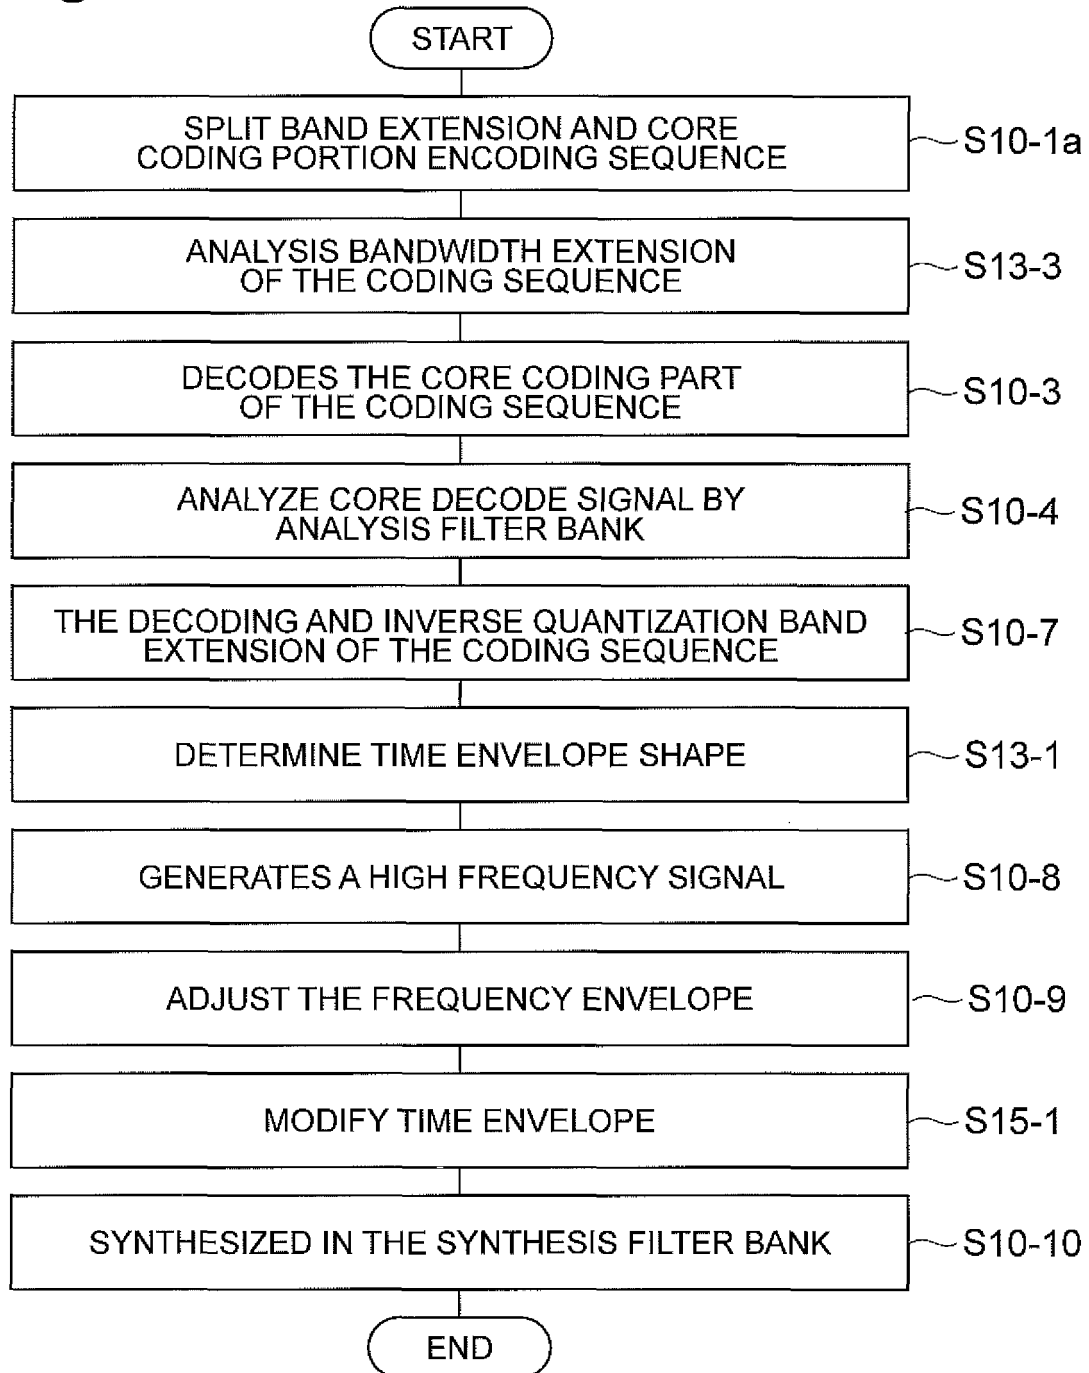 START
SPLIT BAND EXTENSION AND CORE
CODING PORTION ENCODING SEQUENCE
S10-1a
ANALYSIS BANDWIDTH EXTENSION
OF THE CODING SEQUENCE
S13-3
DECODES THE CORE CODING PART
OF THE CODING SEQUENCE
S10-3
ANALYZE CORE DECODE SIGNAL BY
ANALYSIS FILTER BANK
S10-4
THE DECODING AND INVERSE QUANTIZATION BAND
EXTENSION OF THE CODING SEQUENCE
S10-7
DETERMINE TIME ENVELOPE SHAPE
S13-1
GENERATES A HIGH FREQUENCY SIGNAL
S10-8
ADJUST THE FREQUENCY ENVELOPE
S10-9
MODIFY TIME ENVELOPE
S15-1
SYNTHESIZED IN THE SYNTHESIS FILTER BANK
S10-10
END